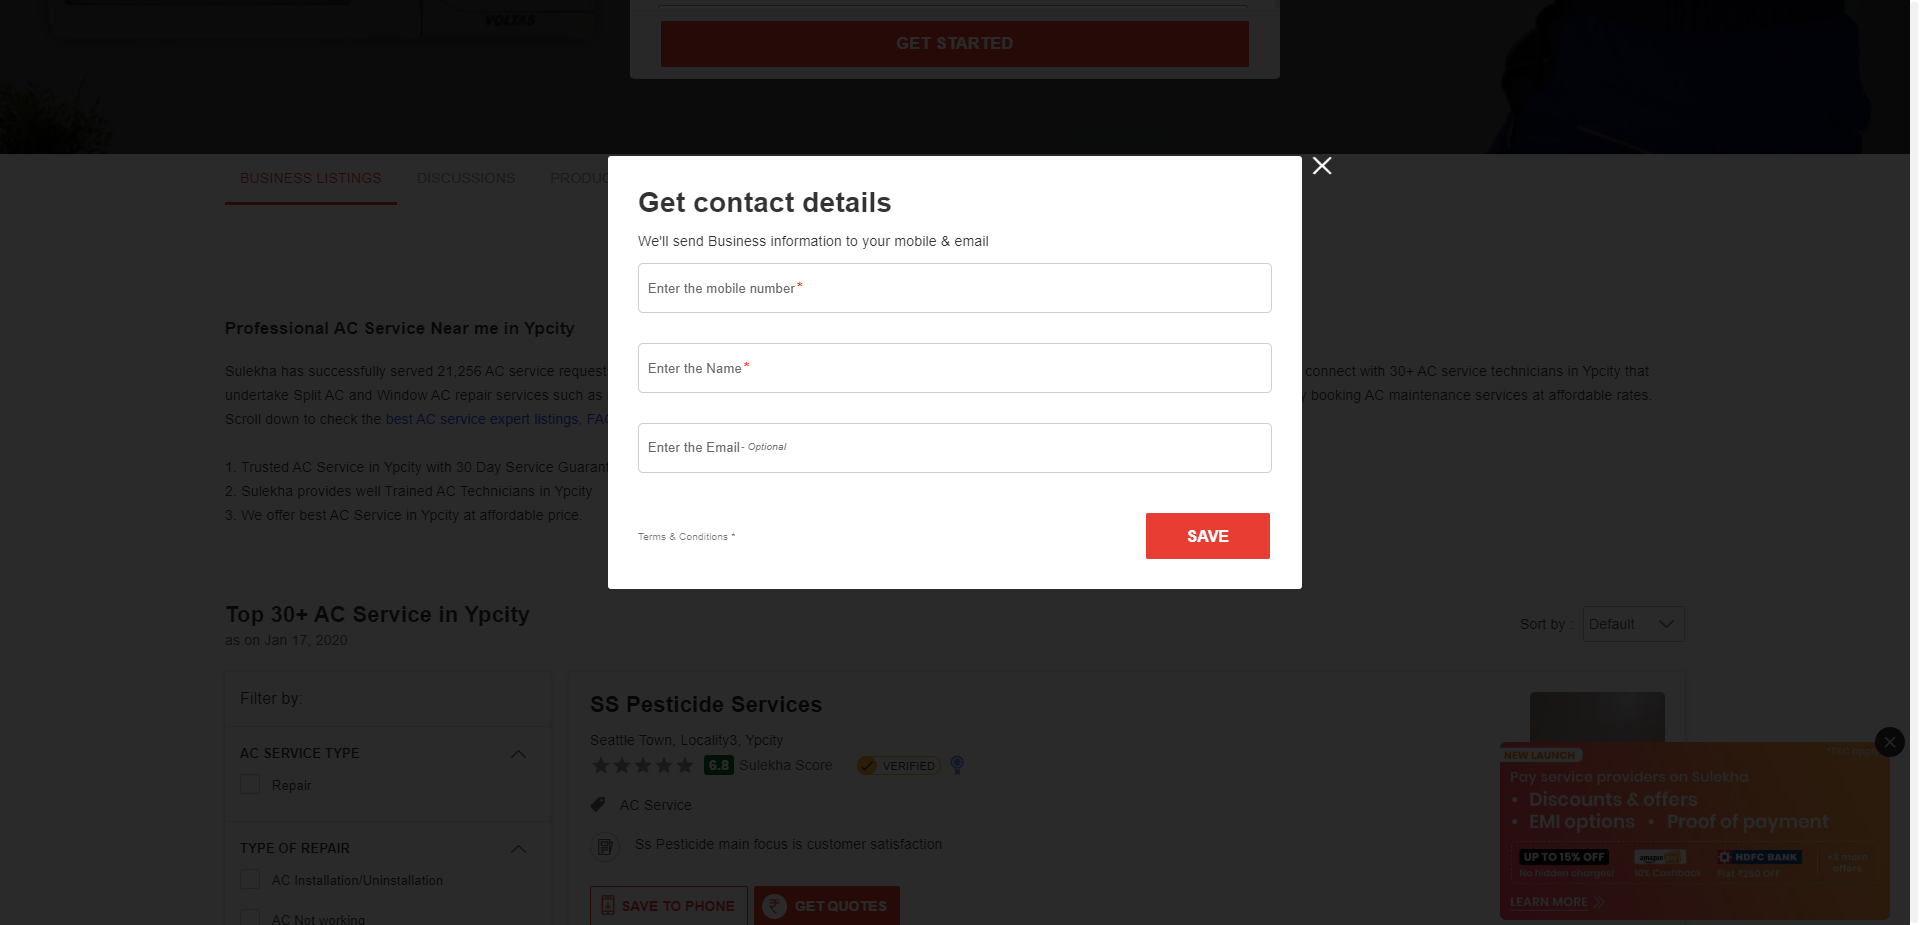 VOLTAS
GET STARTED
BUSINESS LISTINGS
DISCUSSIONS
Get contact details
We'll send Business information to your mobile & email
Enter the mobile number*
Enter the Name*
Enter the Email- Optional
Terms & Conditions *
SAVE
Professional AC Service Near me in Ypcity
Sulekha has successfully served 21,256 AC service request connect with 30+ AC service technicians in Ypcity that
undertake Split AC and Window AC repair services such as booking AC maintenance services at affordable rates.
Scroll down to check the best AC service expert listings,
1. Trusted AC Service in Ypcity with 30 Day Service
2. Sulekha provides well Trained AC Technicians in Ypcity
3. We offer best AC Service in Ypcity at affordable price.
Top 30+ AC Service in Ypcity
as on Jan 17, 2020
Sort by :
Default
Filter by:
AC SERVICE TYPE
Repair
TYPE OF REPAIR
AC Installation/Uninstallation
AC Not working
SS Pesticide Services
Seattle Town, Locality3, Ypcity
6.8 Sulekha Score
VERIFIED
AC Service
Ss Pesticide main focus is customer satisfaction
SAVE TO PHONE
GET QUOTES
NEW LAUNCH
Pay service providers on Sulekha
• Discounts & offers
• EMI options • Proof of payment
UP TO 15% OFF
No hidden charges!
amazon pay
10% Cashback
HDFC BANK
Flat ₹250 OFF
+3 more
offers
LEARN MORE